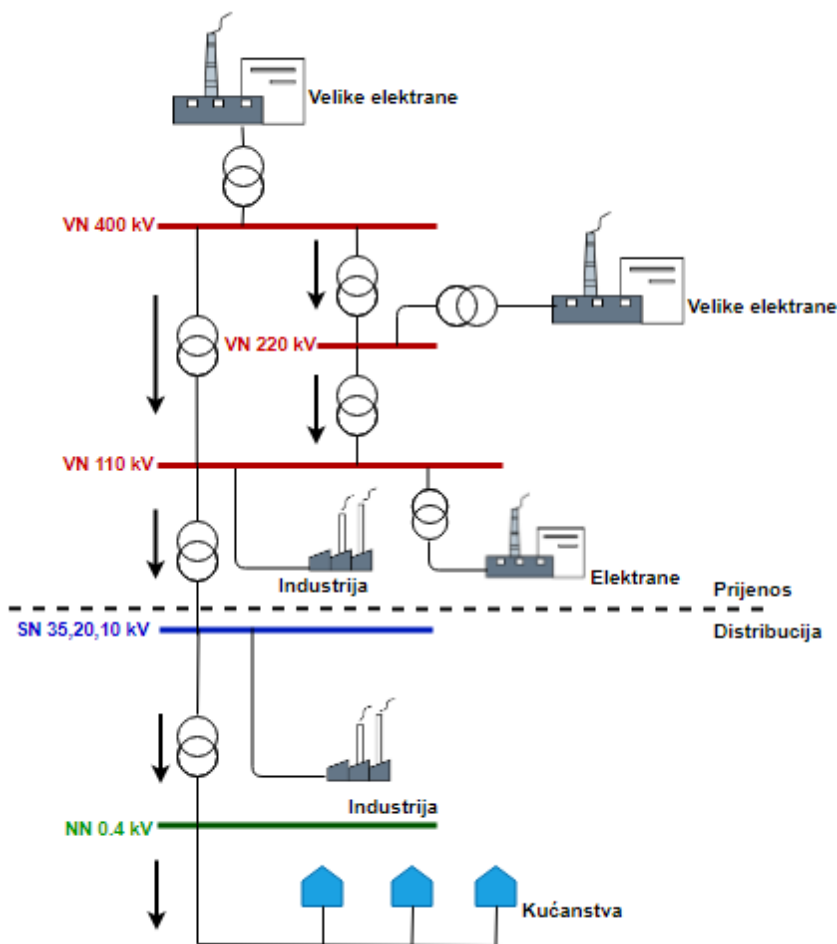 Velike elektrane
VN 400 kV
Velike elektrane
VN 220 kV
VN 110 kV
Industrija
Elektrane
Prijenos
SN 35,20,10 kV
Distribucija
Industrija
NN 0.4 kV
Kućanstva